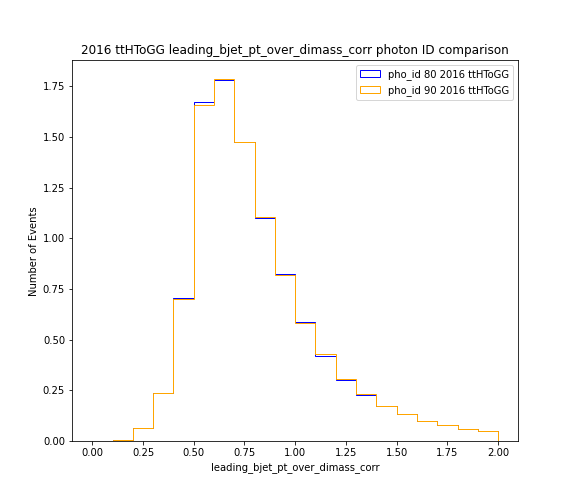 2016 ttHToGG leading_bjet_pt_over_dimass_corr photon ID comparison
pho_id 80 2016 ttHToGG
pho_id 90 2016 ttHToGG
1.75
1.50
1.25
1.00
0.75
0.50
0.25
0.00
Number of Events
0.00 0.25 0.50 0.75 1.00 1.25 1.50 1.75 2.00
leading_bjet_pt_over_dimass_corr